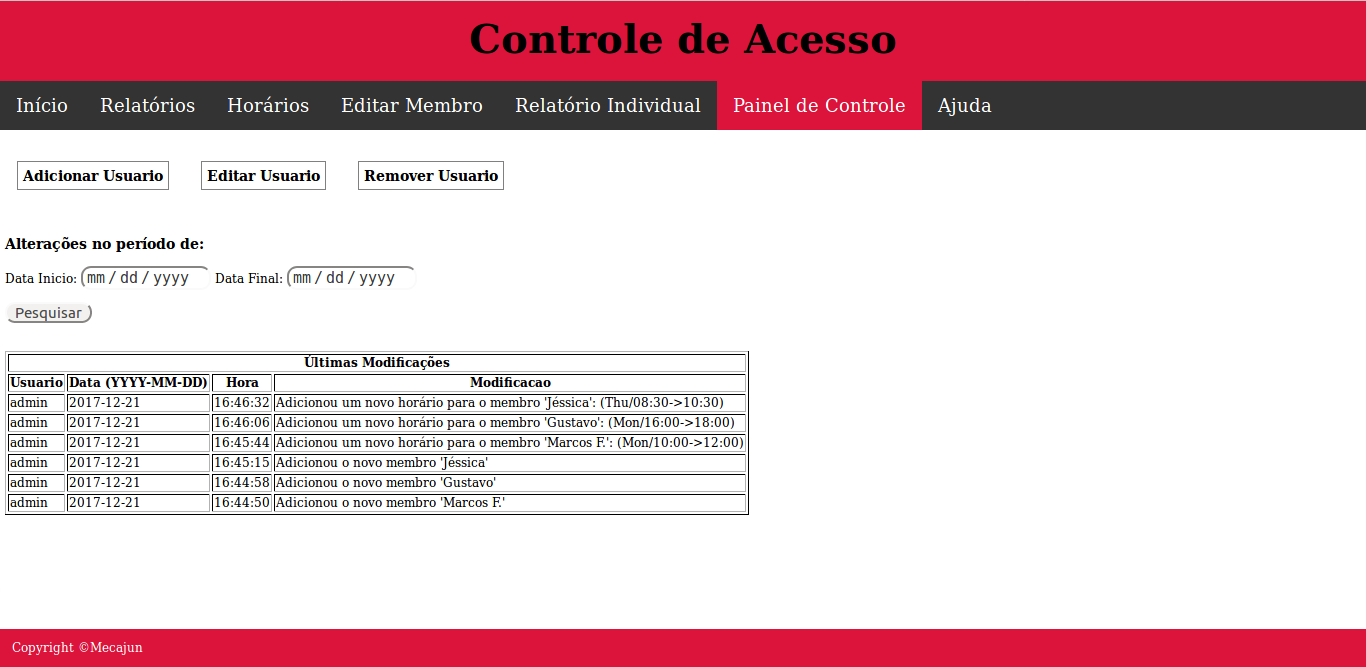 Controle de Acesso
Início Relatórios Horários Editar Membro Relatório Individual Painel de Controle Ajuda
Adicionar Usuario Editar Usuario Remover Usuario
Alterações no período de:
Data Inicio: mm/dd/yyyy Data Final: mm/dd/yyyy
Pesquisar
Últimas Modificações
Usuario Data (YYYY-MM-DD) Hora Modificacao
admin 2017-12-21 16:46:32 Adicionou um novo horário para o membro 'Jéssica': (Thu/08:30->10:30)
admin 2017-12-21 16:46:06 Adicionou um novo horário para o membro 'Gustavo': (Mon/16:00->18:00)
admin 2017-12-21 16:45:44 Adicionou um novo horário para o membro 'Marcos F.': (Mon/10:00->12:00)
admin 2017-12-21 16:45:15 Adicionou o novo membro 'Jéssica'
admin 2017-12-21 16:44:58 Adicionou o novo membro 'Gustavo'
admin 2017-12-21 16:44:50 Adicionou o novo membro 'Marcos F.'
Copyright ©Mecajun